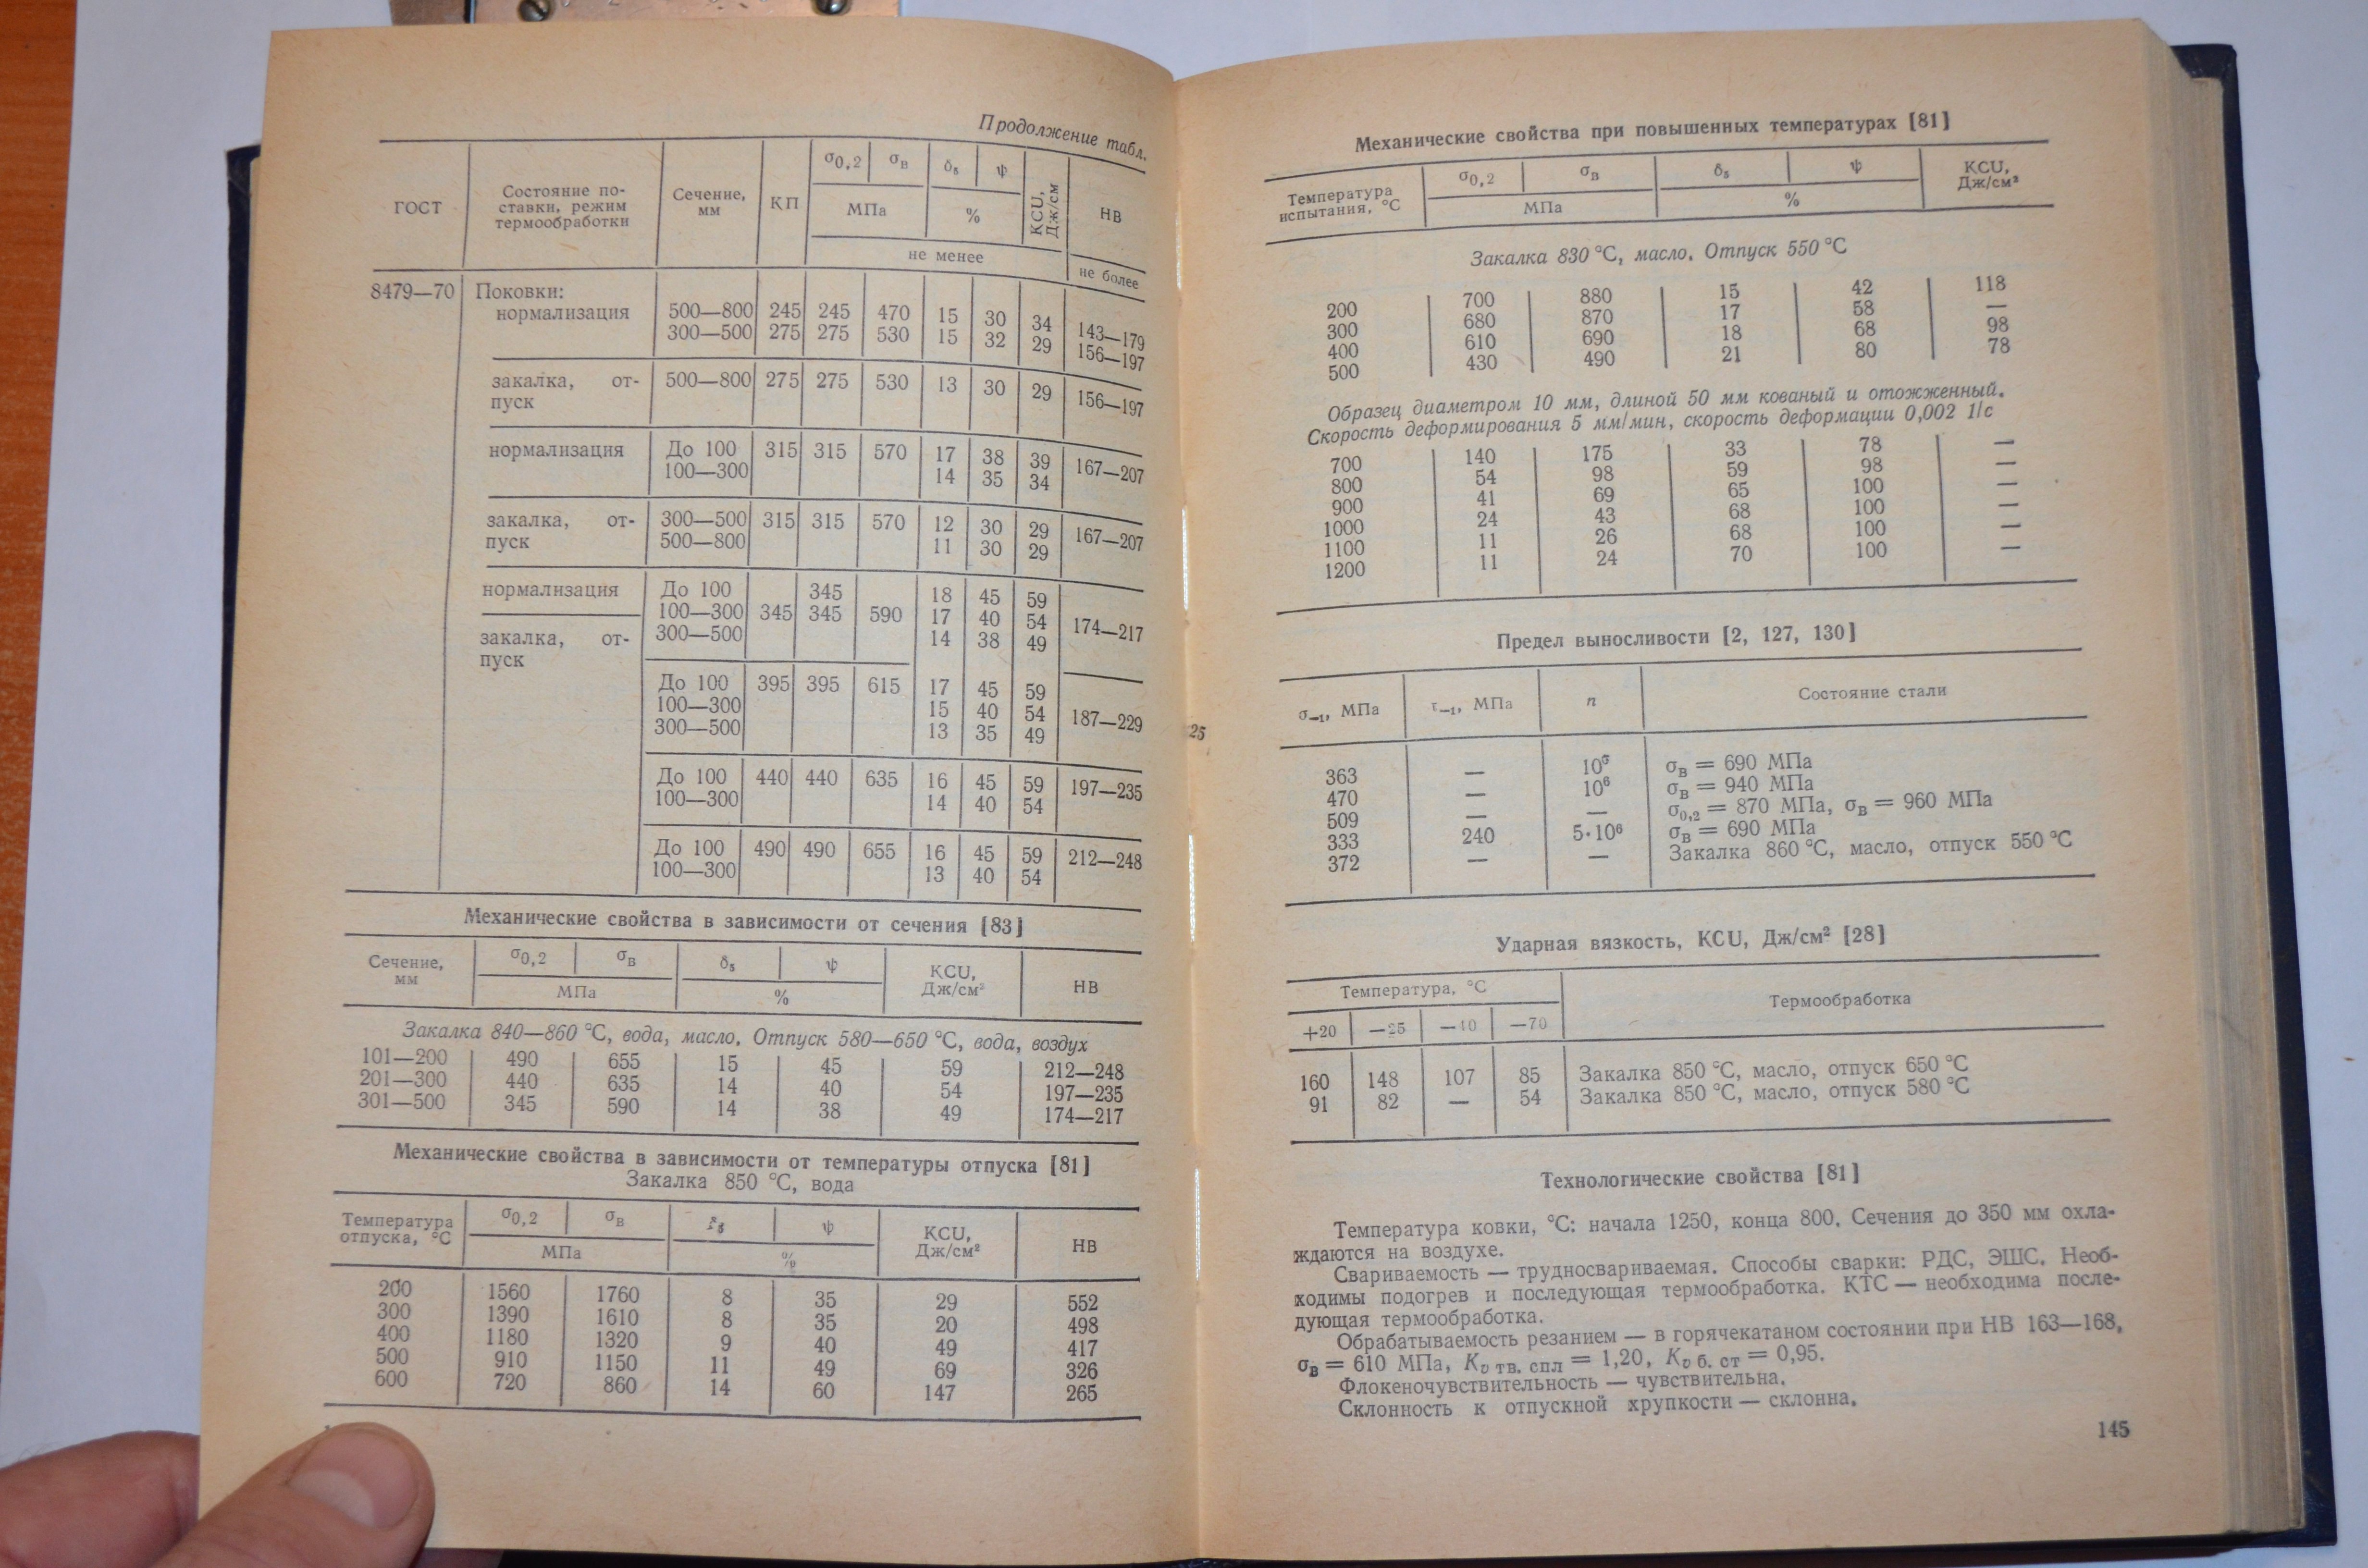 Продолжение табл.
ГОСТ | Состояние поставки, режим термообработки | Сечение, мм | КП | σ0,2 | σв | δ5 | ψ | KCU, Дж/см | НВ
МПа | %
не менее | не более
8479—70 | Поковки:
нормализация | 500—800 | 245 | 245 | 470 | 15 | 30 | 34 | 143—179
300—500 | 275 | 275 | 530 | 15 | 32 | 29 | 156—197
закалка, от- | 500—800 | 275 | 275 | 530 | 13 | 30 | 29 | 156—197
пуск
нормализация | До 100 | 315 | 315 | 570 | 17 | 38 | 39 | 167—207
100—300 | 14 | 35 | 34
закалка, от- | 300—500 | 315 | 315 | 570 | 12 | 30 | 29 | 167—207
пуск | 500—800 | 11 | 30 | 29
нормализация | До 100 | 345 | 18 | 45 | 59
100—300 | 345 | 345 | 590 | 17 | 40 | 54 | 174—217
закалка, от- | 300—500 | 14 | 38 | 49
пуск
До 100 | 395 | 395 | 615 | 17 | 45 | 59
100—300 | 15 | 40 | 54 | 187—229
300—500 | 13 | 35 | 49
До 100 | 440 | 440 | 635 | 16 | 45 | 59 | 197—235
100—300 | 14 | 40 | 54
До 100 | 490 | 490 | 655 | 16 | 45 | 59 | 212—248
100—300 | 13 | 40 | 54
Механические свойства в зависимости от сечения [83]
Сечение, мм | σ0,2 | σв | δ5 | ψ | KCU, Дж/см² | НВ
МПа | %
Закалка 840—860 °С, вода, масло. Отпуск 580—650 °С, вода, воздух
101—200 | 490 | 655 | 15 | 45 | 59 | 212—248
201—300 | 440 | 635 | 14 | 40 | 54 | 197—235
301—500 | 345 | 590 | 14 | 38 | 49 | 174—217
Механические свойства в зависимости от температуры отпуска [81]
Закалка 850 °С, вода
Температура отпуска, °С | σ0,2 | σв | δ5 | ψ | KCU, Дж/см² | НВ
МПа | %
200 | 1560 | 1760 | 8 | 35 | 29 | 552
300 | 1390 | 1610 | 8 | 35 | 20 | 498
400 | 1180 | 1320 | 9 | 40 | 49 | 417
500 | 910 | 1150 | 11 | 49 | 69 | 326
600 | 720 | 860 | 14 | 60 | 147 | 265
Механические свойства при повышенных температурах [81]
Температура испытания, °С | σ0,2 | σв | δ5 | ψ | KCU, Дж/см²
МПа | %
Закалка 830 °С, масло. Отпуск 550 °С
200 | 700 | 880 | 15 | 42 | 118
300 | 680 | 870 | 17 | 58 | —
400 | 610 | 690 | 18 | 68 | 98
500 | 430 | 490 | 21 | 80 | 78
Образец диаметром 10 мм, длиной 50 мм кованый и отожженный.
Скорость деформирования 5 мм/мин, скорость деформации 0,002 1/с
700 | 140 | 175 | 33 | 78 | —
800 | 54 | 98 | 59 | 98 | —
900 | 41 | 69 | 65 | 100 | —
1000 | 24 | 43 | 68 | 100 | —
1100 | 11 | 26 | 68 | 100 | —
1200 | 11 | 24 | 70 | 100 | —
Предел выносливости [2, 127, 130]
σ₋₁, МПа | τ₋₁, МПа | n | Состояние стали
363 | — | 10⁶ | σв = 690 МПа
470 | — | 10⁶ | σв = 940 МПа
509 | — | — | σ0,2 = 870 МПа, σв = 960 МПа
333 | 240 | 5·10⁶ | σв = 690 МПа
372 | — | — | Закалка 860 °С, масло, отпуск 550 °С
25
Ударная вязкость, KCU, Дж/см² [28]
Температура, °С | Термообработка
+20 | −25 | −40 | −70
160 | 148 | 107 | 85 | Закалка 850 °С, масло, отпуск 650 °С
91 | 82 | — | 54 | Закалка 850 °С, масло, отпуск 580 °С
Технологические свойства [81]
Температура ковки, °С: начала 1250, конца 800. Сечения до 350 мм охла-
ждаются на воздухе.
Свариваемость — трудносвариваемая. Способы сварки: РДС, ЭШС. Необ-
ходимы подогрев и последующая термообработка. КТС — необходима после-
дующая термообработка.
Обрабатываемость резанием — в горячекатаном состоянии при НВ 163—168,
σв = 610 МПа, Kv тв. спл = 1,20, Kv б. ст = 0,95.
Флокеночувствительность — чувствительна.
Склонность к отпускной хрупкости — склонна.
145